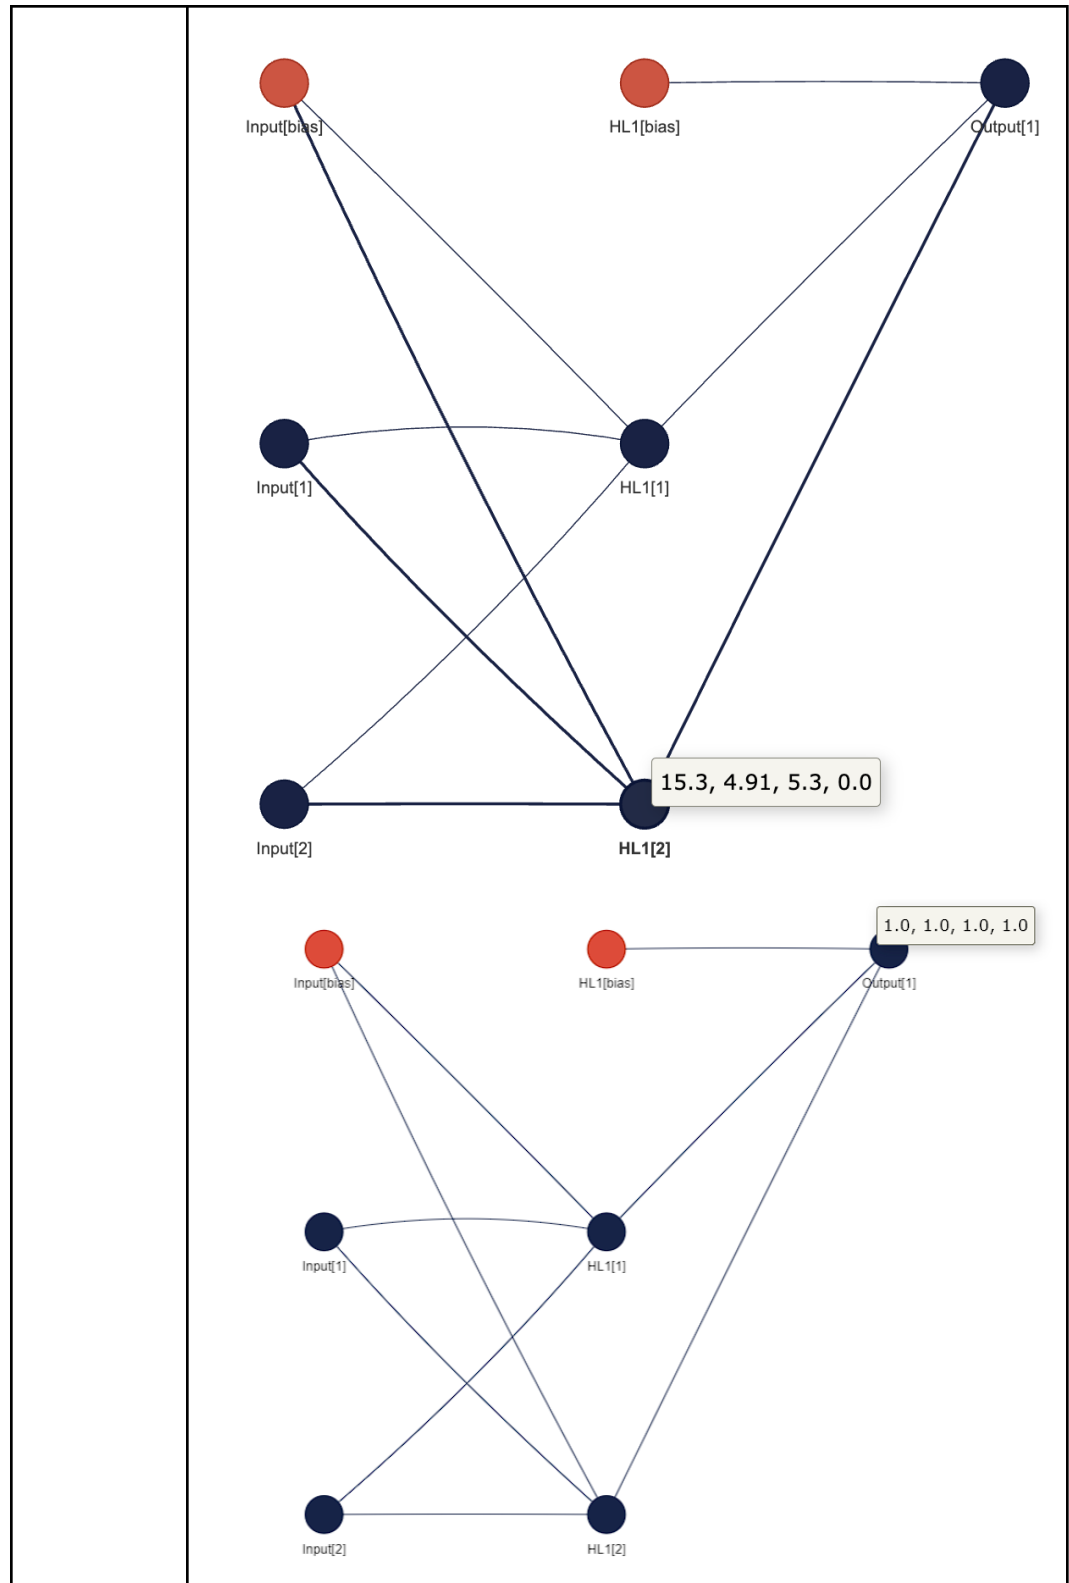 Input[bias]
HL1[bias]
Output[1]
Input[1]
HL1[1]
15.3, 4.91, 5.3, 0.0
Input[2]
HL1[2]
1.0, 1.0, 1.0, 1.0
Input[bias]
HL1[bias]
Output[1]
Input[1]
HL1[1]
Input[2]
HL1[2]